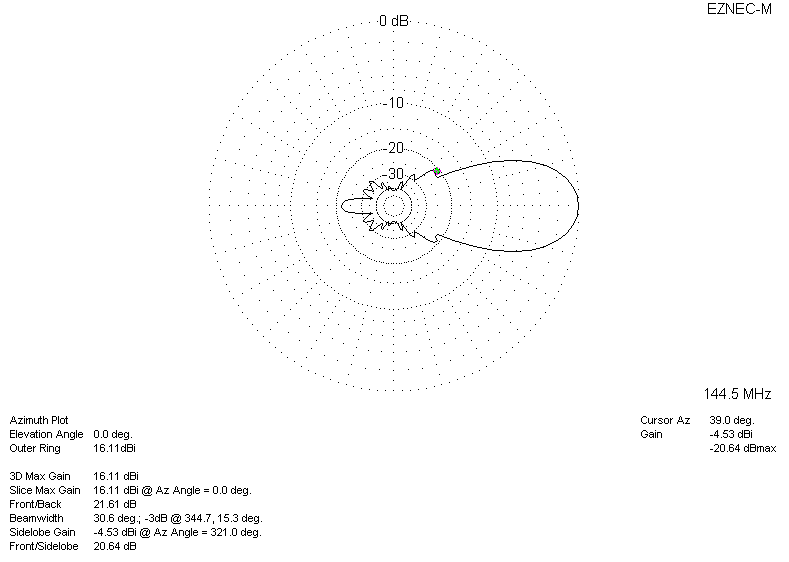 EZNEC-M
0 dB
-10
-20
-30
144.5 MHz
Azimuth Plot
Elevation Angle 0.0 deg.
Outer Ring 16.11dBi
Cursor Az 39.0 deg.
Gain -4.53 dBi
-20.64 dBmax
3D Max Gain 16.11 dBi
Slice Max Gain 16.11 dBi @ Az Angle = 0.0 deg.
Front/Back 21.61 dB
Beamwidth 30.6 deg.; -3dB @ 344.7, 15.3 deg.
Sidelobe Gain -4.53 dBi @ Az Angle = 321.0 deg.
Front/Sidelobe 20.64 dB